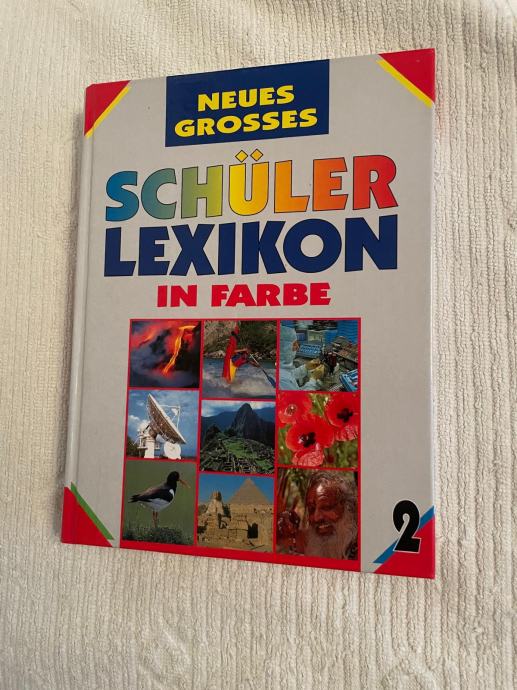 NEUES
GROSSES
SCHÜLER
LEXIKON
IN FARBE
2